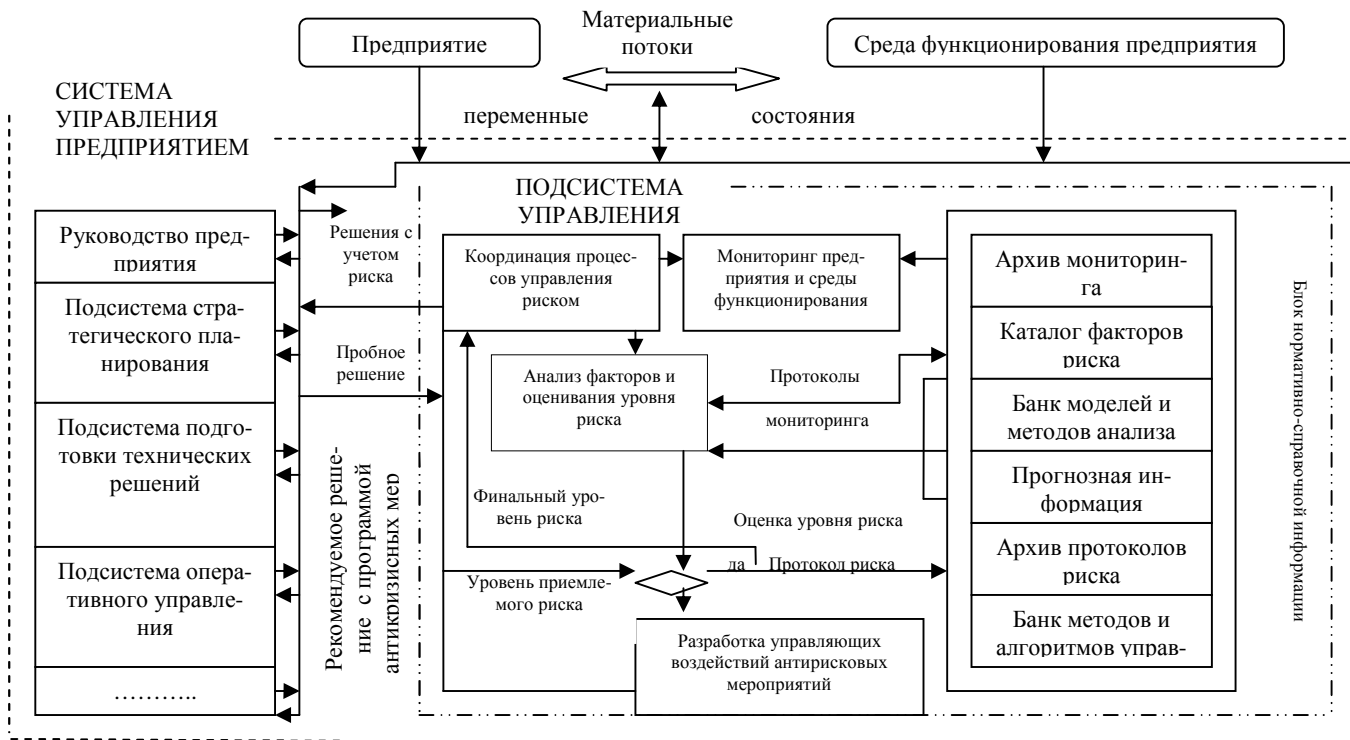 Предприятие
Материальные
потоки
Среда функционирования предприятия
СИСТЕМА
УПРАВЛЕНИЯ
ПРЕДПРИЯТИЕМ
переменные
состояния
ПОДСИСТЕМА
УПРАВЛЕНИЯ
Руководство пред-
приятия
Подсистема стра-
тегического пла-
нирования
Подсистема подго-
товки технических
решений
Подсистема опера-
тивного управле-
ния
………..
Решения с
учетом
риска
Пробное
решение
Рекомендуемое реше-
ние с программой
антикризисных мер
Координация процес-
сов управления
риском
Мониторинг пред-
приятия и среды
функционирования
Анализ факторов и
оценивания уровня
риска
Протоколы
мониторинга
Финальный уро-
вень риска
Оценка уровня риска
да
Протокол риска
Уровень приемле-
мого риска
Разработка управляющих
воздействий антирисковых
мероприятий
Архив мониторин-
га
Каталог факторов
риска
Банк моделей и
методов анализа
Прогнозная ин-
формация
Архив протоколов
риска
Банк методов и
алгоритмов управ-
Блок нормативно-справочной информации